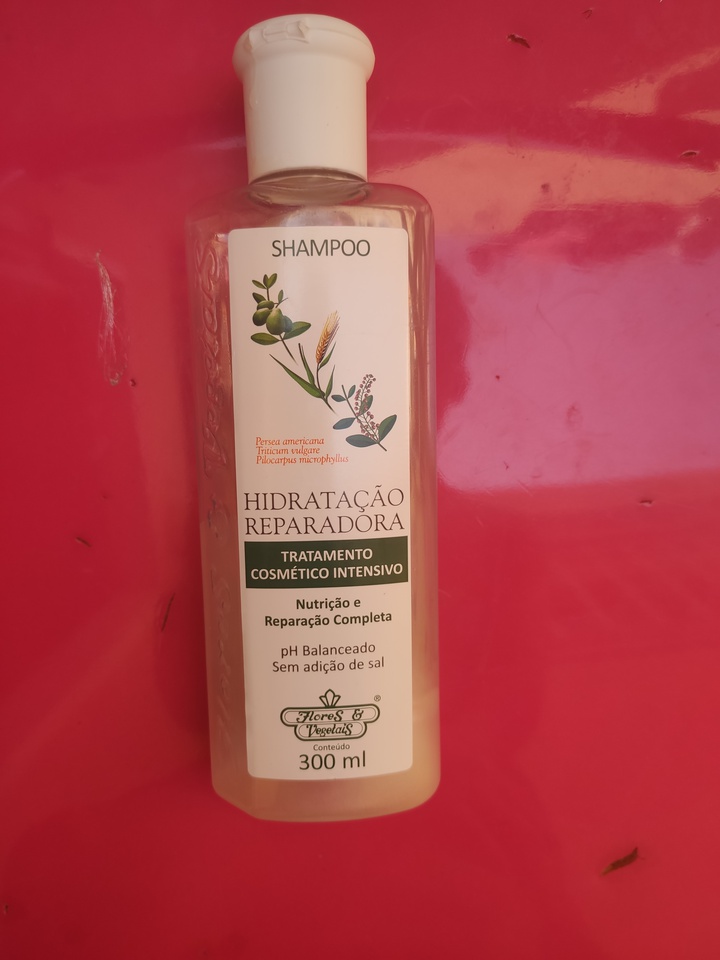 SHAMPOO
Persea americana
Triticum vulgare
Pilocarpus microphyllus
HIDRATAÇÃO
REPARADORA
TRATAMENTO
COSMÉTICO INTENSIVO
Nutrição e
Reparação Completa
pH Balanceado
Sem adição de sal
Flores &
Vegetais
®
Conteúdo
300 ml